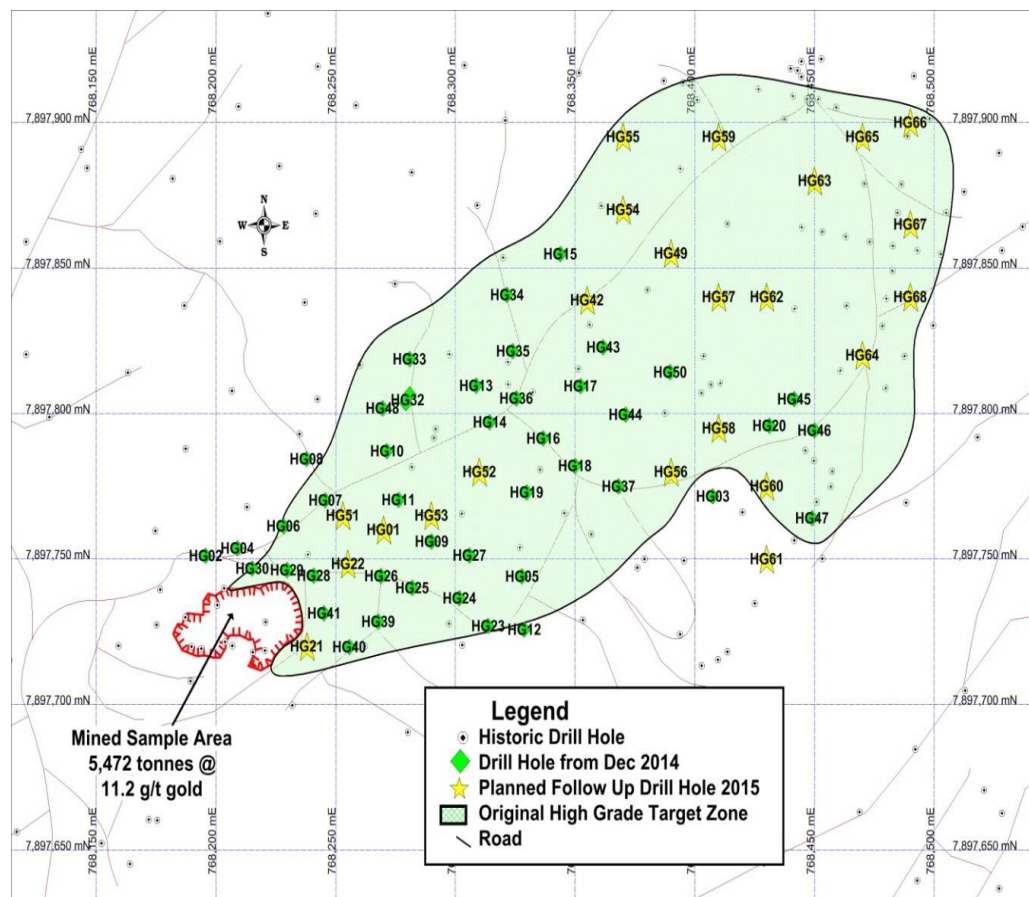 768.150 mE
768.200 mE
768.250 mE
768.300 mE
768.350 mE
768.400 mE
768.450 mE
768.500 mE
7,897,900 mN
7,897,900 mN
HG66
HG55
HG59
HG65
HG63
N
W E
S
HG54
HG67
HG15
HG49
7,897,850 mN
7,897,850 mN
HG34
HG42
HG57
HG62
HG68
HG35
HG43
HG33
HG64
HG50
HG13
HG17
HG32
HG36
HG45
HG48
7,897,800 mN
7,897,800 mN
HG44
HG14
HG20
HG58
HG46
HG16
HG10
HG08
HG18
HG52
HG56
HG37
HG60
HG19
HG03
HG07
HG11
HG51
HG53
HG47
HG06
HG01
HG09
7,897,750 mN
7,897,750 mN
HG04
HG02
HG27
HG61
HG22
HG30
HG29
HG28
HG26
HG05
HG25
HG24
HG41
HG39
HG23
HG12
HG21
HG40
7,897,700 mN
7,897,700 mN
Mined Sample Area
5,472 tonnes @
11.2 g/t gold
Legend
Historic Drill Hole
Drill Hole from Dec 2014
Planned Follow Up Drill Hole 2015
Original High Grade Target Zone
Road
7,897,650 mN
7,897,650 mN
768.150 mE
768.200 mE
768.250 mE
768.300 mE
768.350 mE
768.400 mE
768.450 mE
768.500 mE